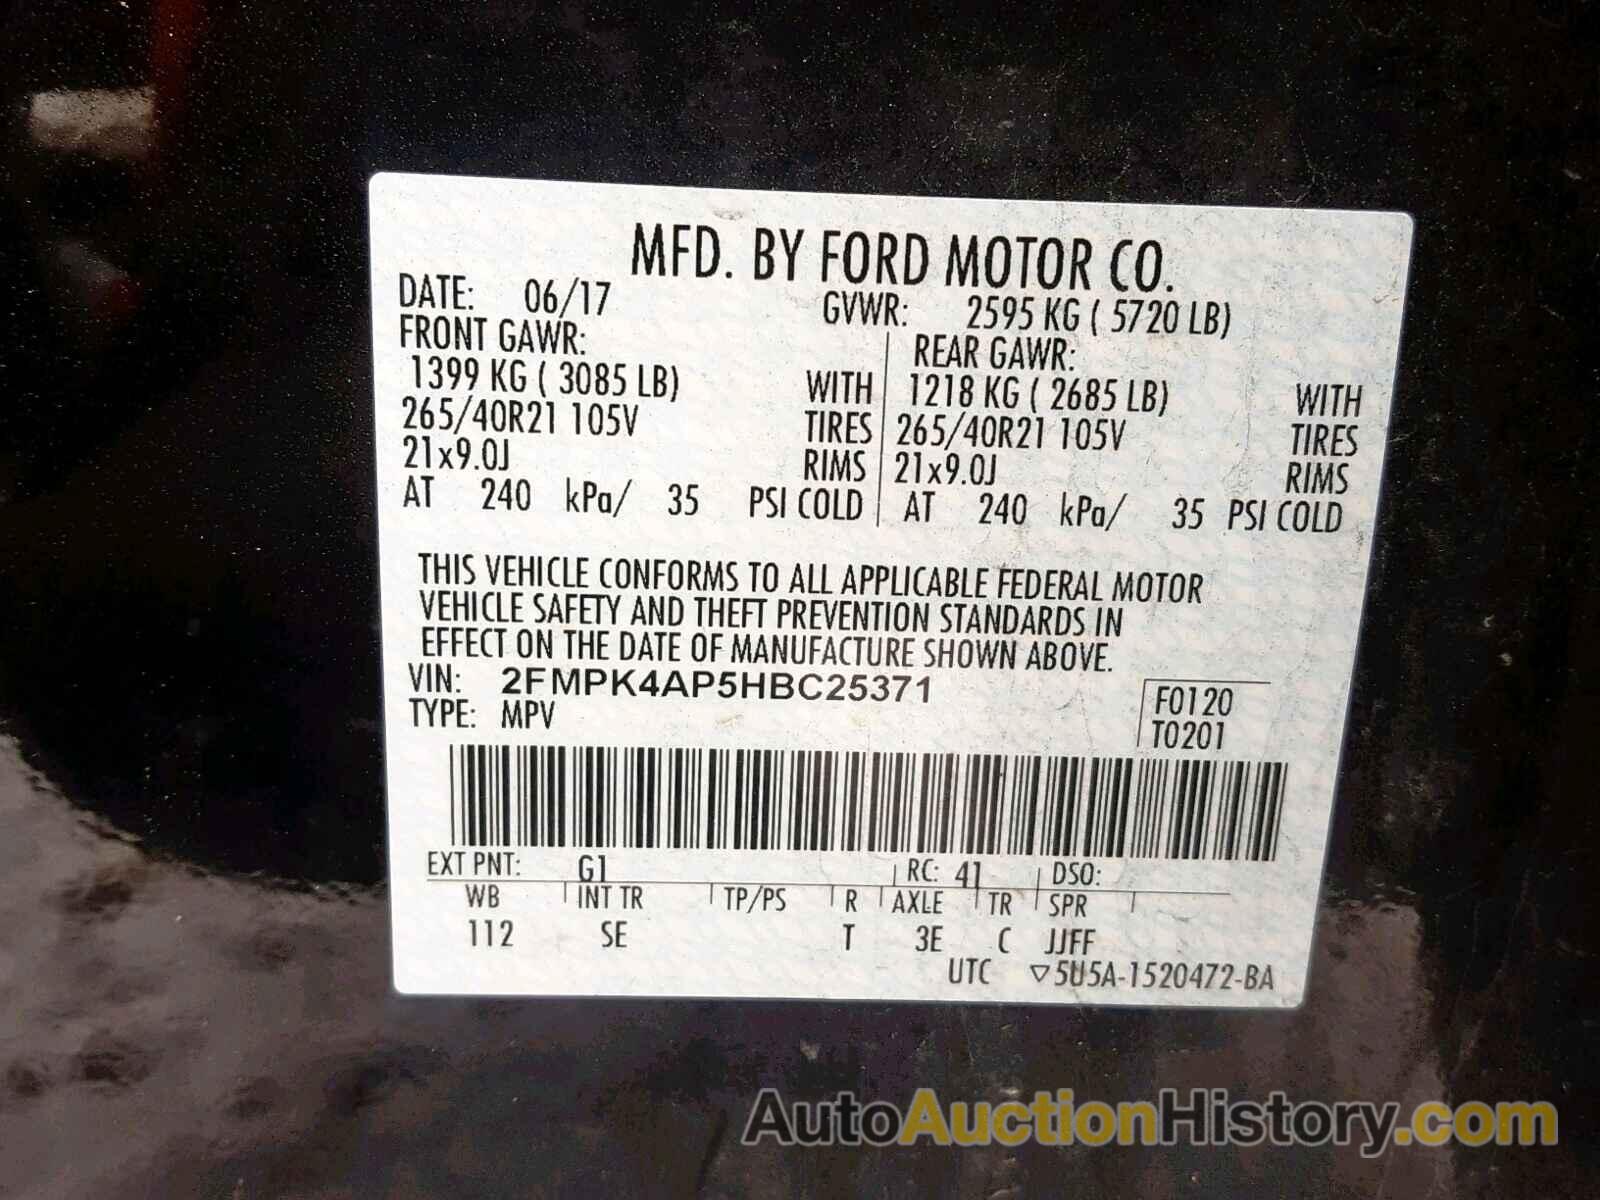 MFD. BY FORD MOTOR CO.
DATE: 06/17 GVWR: 2595 KG ( 5720 LB)
FRONT GAWR: REAR GAWR:
1399 KG ( 3085 LB) WITH 1218 KG ( 2685 LB) WITH
265/40R21 105V TIRES 265/40R21 105V TIRES
21x9.0J RIMS 21x9.0J RIMS
AT 240 kPa/ 35 PSI COLD AT 240 kPa/ 35 PSI COLD
THIS VEHICLE CONFORMS TO ALL APPLICABLE FEDERAL MOTOR
VEHICLE SAFETY AND THEFT PREVENTION STANDARDS IN
EFFECT ON THE DATE OF MANUFACTURE SHOWN ABOVE.
VIN: 2FMPK4AP5HBC25371 F0120
TYPE: MPV T0201
EXT PNT: G1 RC: 41 DSO:
WB INT TR TP/PS R AXLE TR SPR
112 SE T 3E C JJFF
UTC ▽5U5A-1520472-BA
AutoAuctionHistory.com